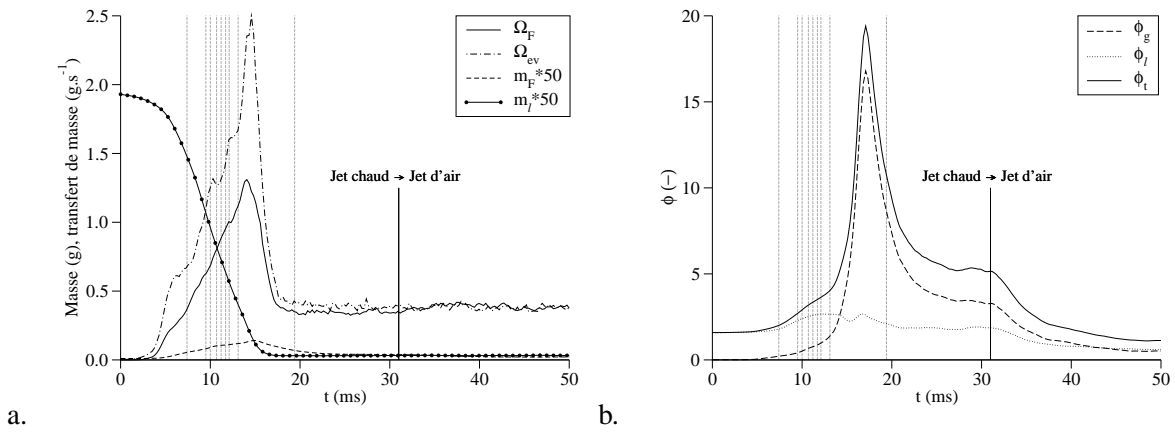 2.5
2.0
1.5
1.0
0.5
0.0
0 10 20 30 40 50
Masse (g), transfert de masse (g.s⁻¹)
t (ms)
Ω_F
Ω_ev
m_F*50
m_l*50
Jet chaud → Jet d'air
a.
20
15
10
5
0
0 10 20 30 40 50
ϕ (−)
t (ms)
ϕ_g
ϕ_l
ϕ_t
Jet chaud → Jet d'air
b.